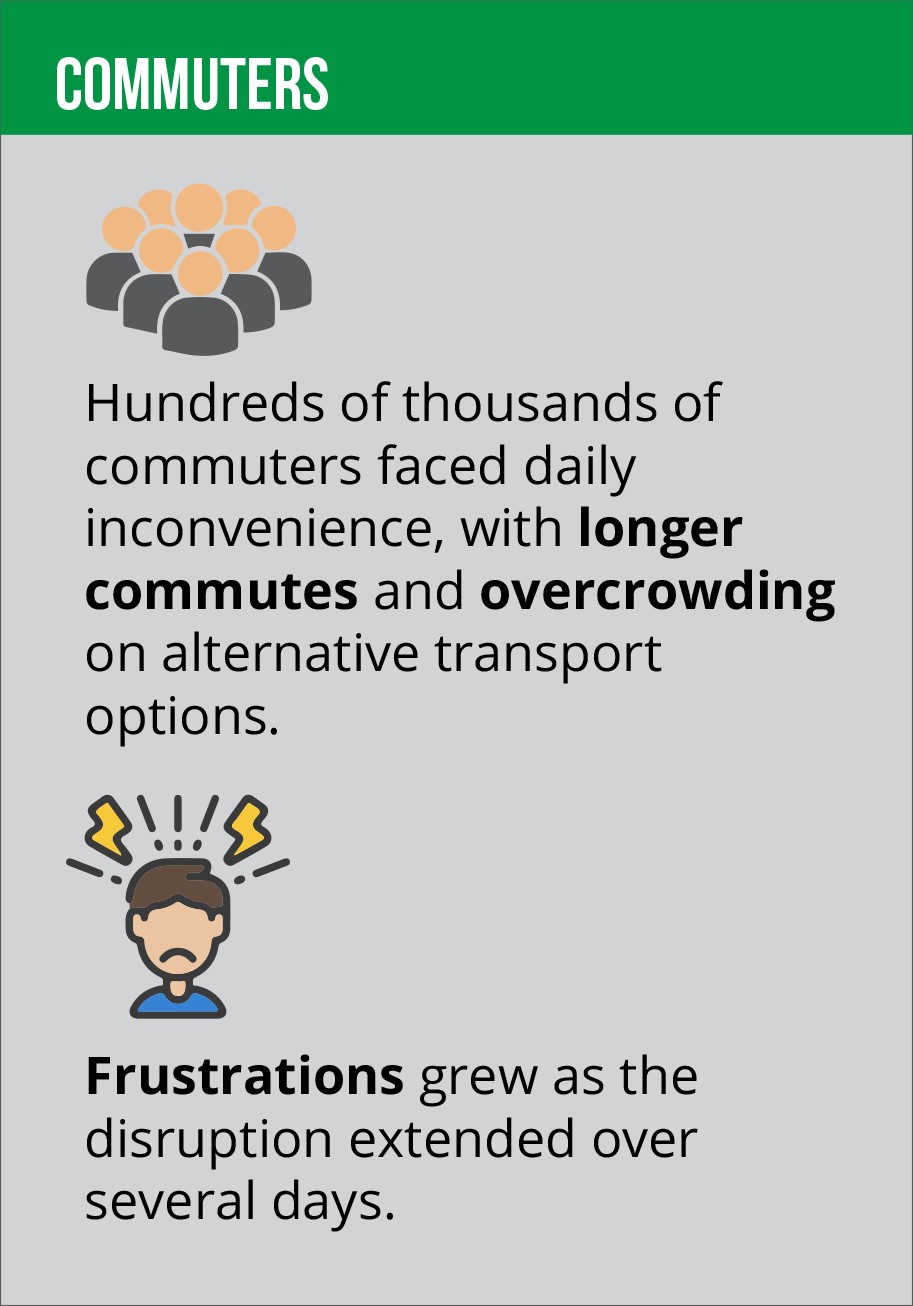 COMMUTERS
Hundreds of thousands of
commuters faced daily
inconvenience, with longer
commutes and overcrowding
on alternative transport
options.
Frustrations grew as the
disruption extended over
several days.